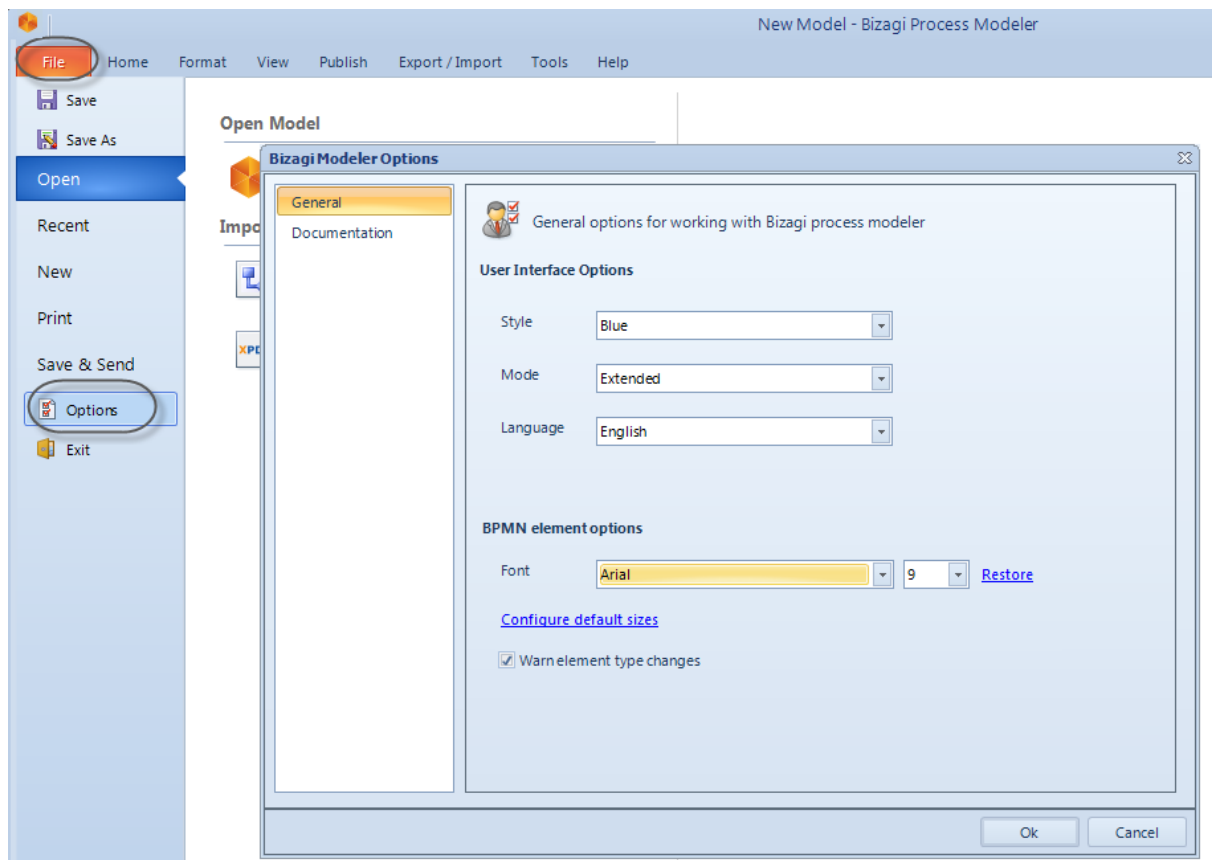 New Model - Bizagi Process Modeler
File Home Format View Publish Export / Import Tools Help
Save
Save As
Open
Recent
New
Print
Save & Send
Options
Exit
Open Model
Bizagi Modeler Options
General
Documentation
General options for working with Bizagi process modeler
User Interface Options
Style Blue
Mode Extended
Language English
BPMN element options
Font Arial 9 Restore
Configure default sizes
Warn element type changes
Ok Cancel